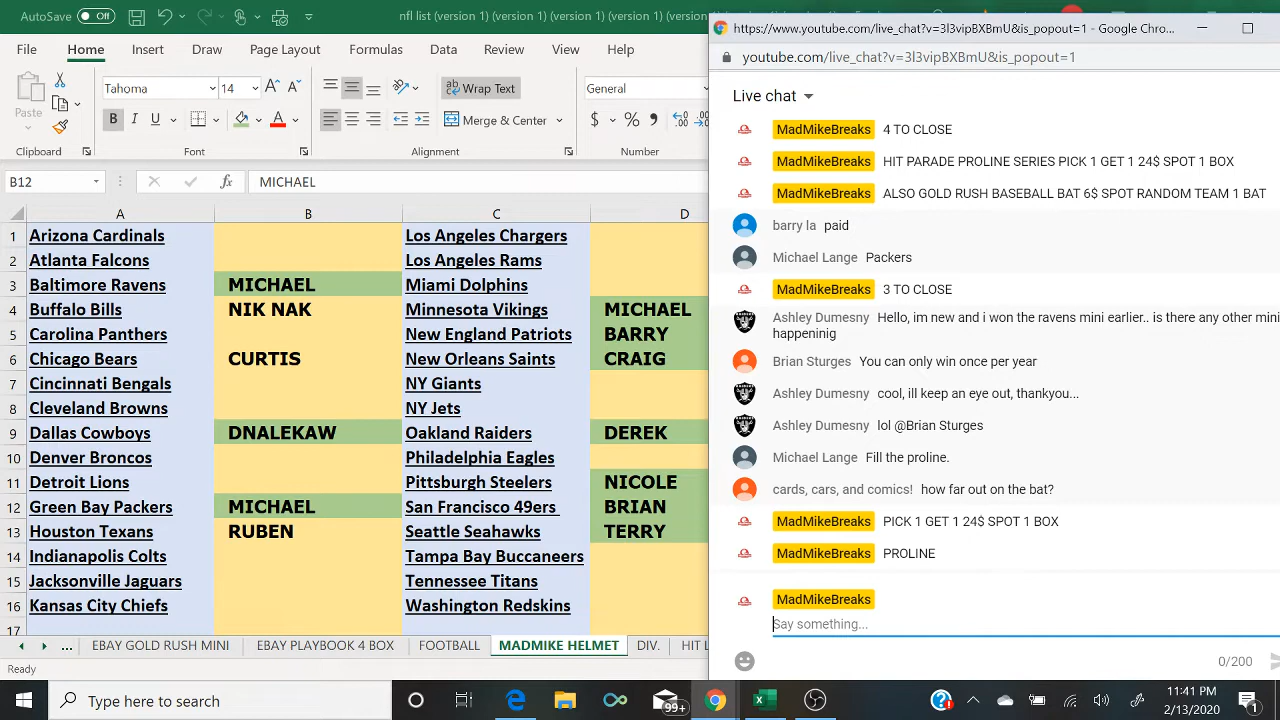 AutoSave Off nfl list (version 1) (version 1) (version 1) (version 1)
File Home Insert Draw Page Layout Formulas Data Review View Help
Paste
Tahoma 14 A A
B I U A
Wrap Text
Merge & Center
General
$ % 9
Clipboard Font Alignment Number
B12 fx MICHAEL
A B C D
1 Arizona Cardinals Los Angeles Chargers
2 Atlanta Falcons Los Angeles Rams
3 Baltimore Ravens MICHAEL Miami Dolphins
4 Buffalo Bills NIK NAK Minnesota Vikings MICHAEL
5 Carolina Panthers New England Patriots BARRY
6 Chicago Bears CURTIS New Orleans Saints CRAIG
7 Cincinnati Bengals NY Giants
8 Cleveland Browns NY Jets
9 Dallas Cowboys DNALEKAW Oakland Raiders DEREK
10 Denver Broncos Philadelphia Eagles
11 Detroit Lions Pittsburgh Steelers NICOLE
12 Green Bay Packers MICHAEL San Francisco 49ers BRIAN
13 Houston Texans RUBEN Seattle Seahawks TERRY
14 Indianapolis Colts Tampa Bay Buccaneers
15 Jacksonville Jaguars Tennessee Titans
16 Kansas City Chiefs Washington Redskins
17
... EBAY GOLD RUSH MINI EBAY PLAYBOOK 4 BOX FOOTBALL MADMIKE HELMET DIV. HIT L
Ready
https://www.youtube.com/live_chat?v=3l3vipBXBmU&is_popout=1 - Google Chro...
youtube.com/live_chat?v=3l3vipBXBmU&is_popout=1
Live chat
MadMikeBreaks 4 TO CLOSE
MadMikeBreaks HIT PARADE PROLINE SERIES PICK 1 GET 1 24$ SPOT 1 BOX
MadMikeBreaks ALSO GOLD RUSH BASEBALL BAT 6$ SPOT RANDOM TEAM 1 BAT
barry la paid
Michael Lange Packers
MadMikeBreaks 3 TO CLOSE
Ashley Dumesny Hello, im new and i won the ravens mini earlier.. is there any other mini
happeninig
Brian Sturges You can only win once per year
Ashley Dumesny cool, ill keep an eye out, thankyou...
Ashley Dumesny lol @Brian Sturges
Michael Lange Fill the proline.
cards, cars, and comics! how far out on the bat?
MadMikeBreaks PICK 1 GET 1 24$ SPOT 1 BOX
MadMikeBreaks PROLINE
MadMikeBreaks
Say something...
0/200
Type here to search
99+
11:41 PM
2/13/2020
1